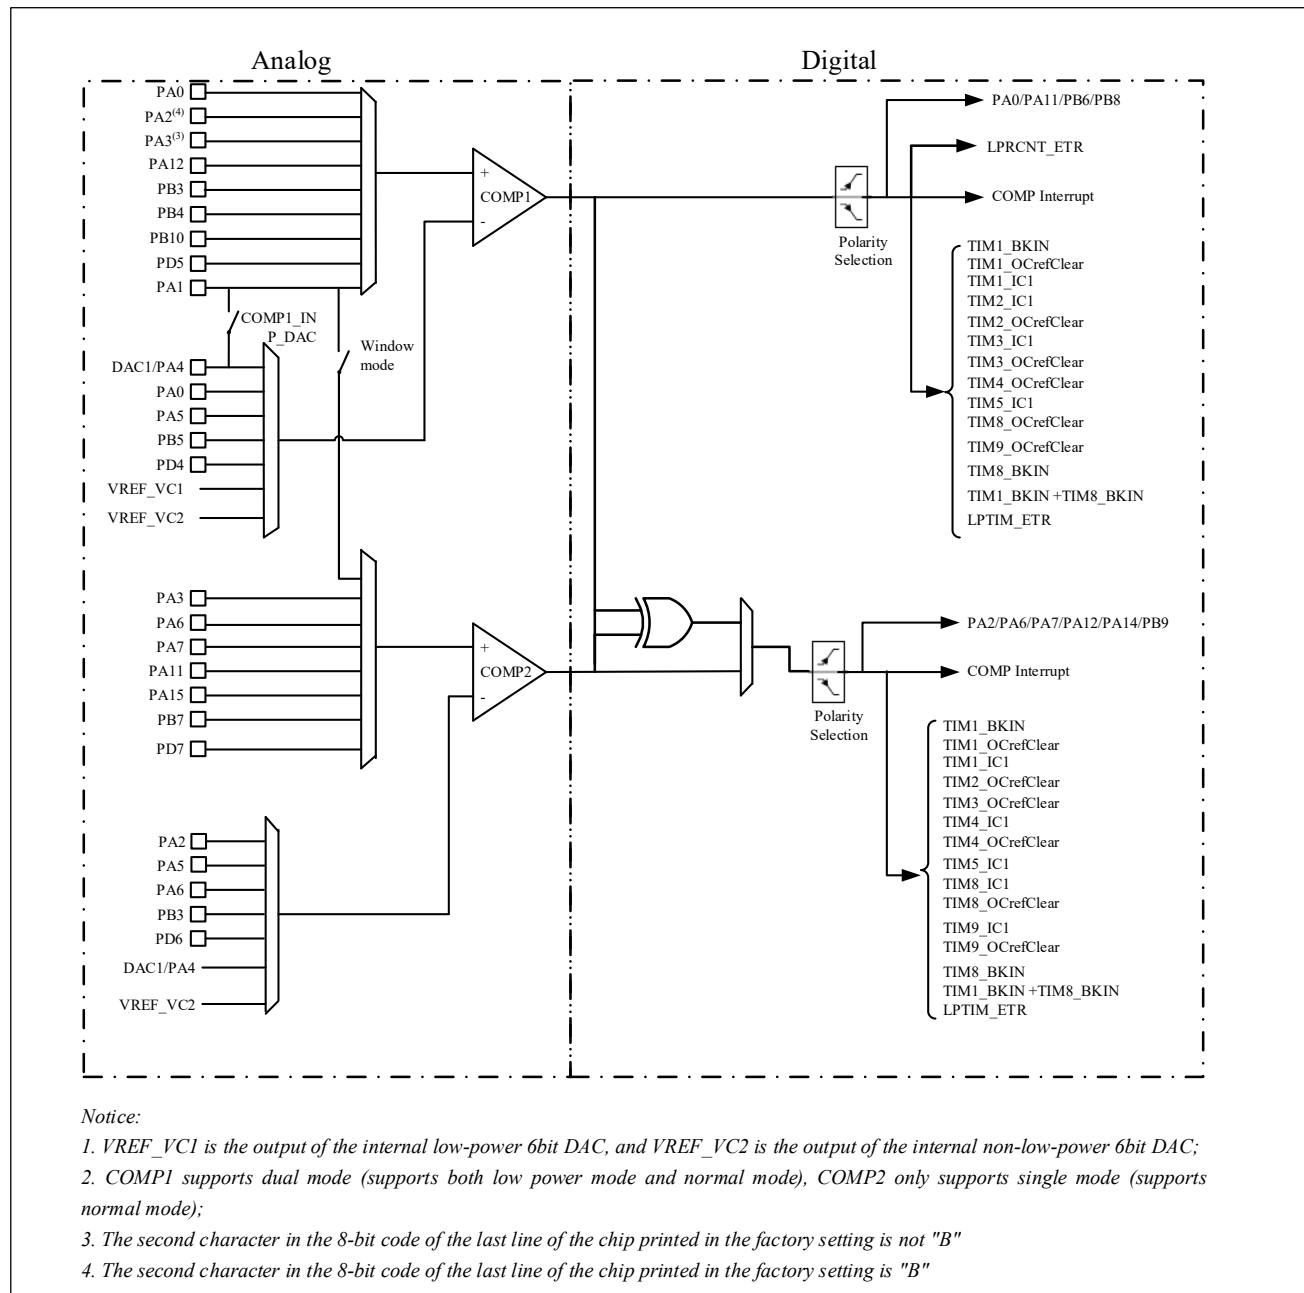 Analog
Digital
PA0
PA2(4)
PA3(3)
PA12
PB3
PB4
PB10
PD5
PA1
COMP1_IN
P_DAC
Window
mode
DAC1/PA4
PA0
PA5
PB5
PD4
VREF_VC1
VREF_VC2
+
COMP1
-
Polarity
Selection
PA0/PA11/PB6/PB8
LPRCNT_ETR
COMP Interrupt
TIM1_BKIN
TIM1_OCrefClear
TIM1_IC1
TIM2_IC1
TIM2_OCrefClear
TIM3_IC1
TIM3_OCrefClear
TIM4_OCrefClear
TIM5_IC1
TIM8_OCrefClear
TIM9_OCrefClear
TIM8_BKIN
TIM1_BKIN +TIM8_BKIN
LPTIM_ETR
PA3
PA6
PA7
PA11
PA15
PB7
PD7
+
COMP2
-
PA2
PA5
PA6
PB3
PD6
DAC1/PA4
VREF_VC2
Polarity
Selection
PA2/PA6/PA7/PA12/PA14/PB9
COMP Interrupt
TIM1_BKIN
TIM1_OCrefClear
TIM1_IC1
TIM2_OCrefClear
TIM3_OCrefClear
TIM4_IC1
TIM4_OCrefClear
TIM5_IC1
TIM8_IC1
TIM8_OCrefClear
TIM9_IC1
TIM9_OCrefClear
TIM8_BKIN
TIM1_BKIN +TIM8_BKIN
LPTIM_ETR
Notice:
1. VREF_VC1 is the output of the internal low-power 6bit DAC, and VREF_VC2 is the output of the internal non-low-power 6bit DAC;
2. COMP1 supports dual mode (supports both low power mode and normal mode), COMP2 only supports single mode (supports
normal mode);
3. The second character in the 8-bit code of the last line of the chip printed in the factory setting is not "B"
4. The second character in the 8-bit code of the last line of the chip printed in the factory setting is "B"